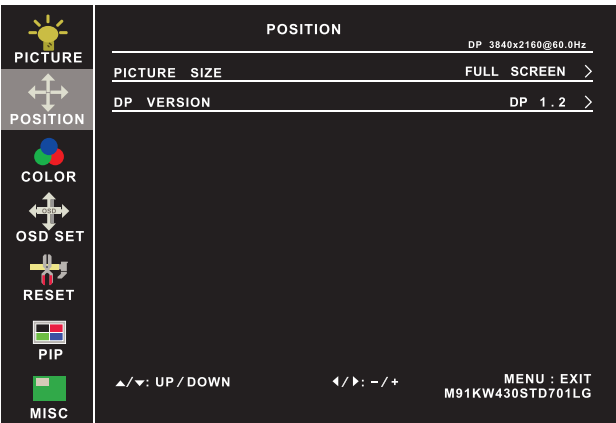 POSITION
DP 3840x2160@60.0Hz
PICTURE
PICTURE SIZE FULL SCREEN >
DP VERSION DP 1.2 >
POSITION
COLOR
OSD
OSD SET
RESET
PIP
MISC
▲/▼: UP/DOWN ◀/▶: -/+ MENU : EXIT
M91KW430STD701LG